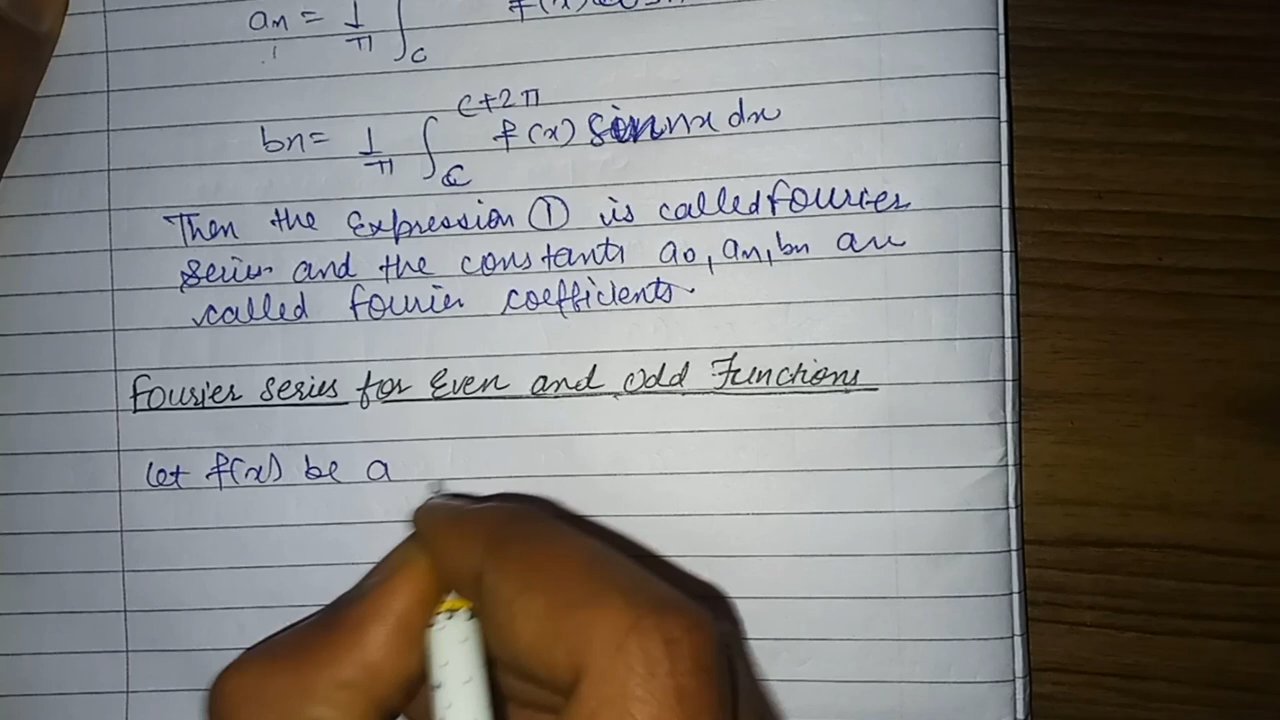 an = 1/π ∫c f(x) cos
bn = 1/π ∫c^c+2π f(x) sin nx dx
Then the Expression ① is called fourier
series and the constants a0, an, bn are
called fourier coefficients.
Fourier series for Even and Odd Functions
let f(x) be a